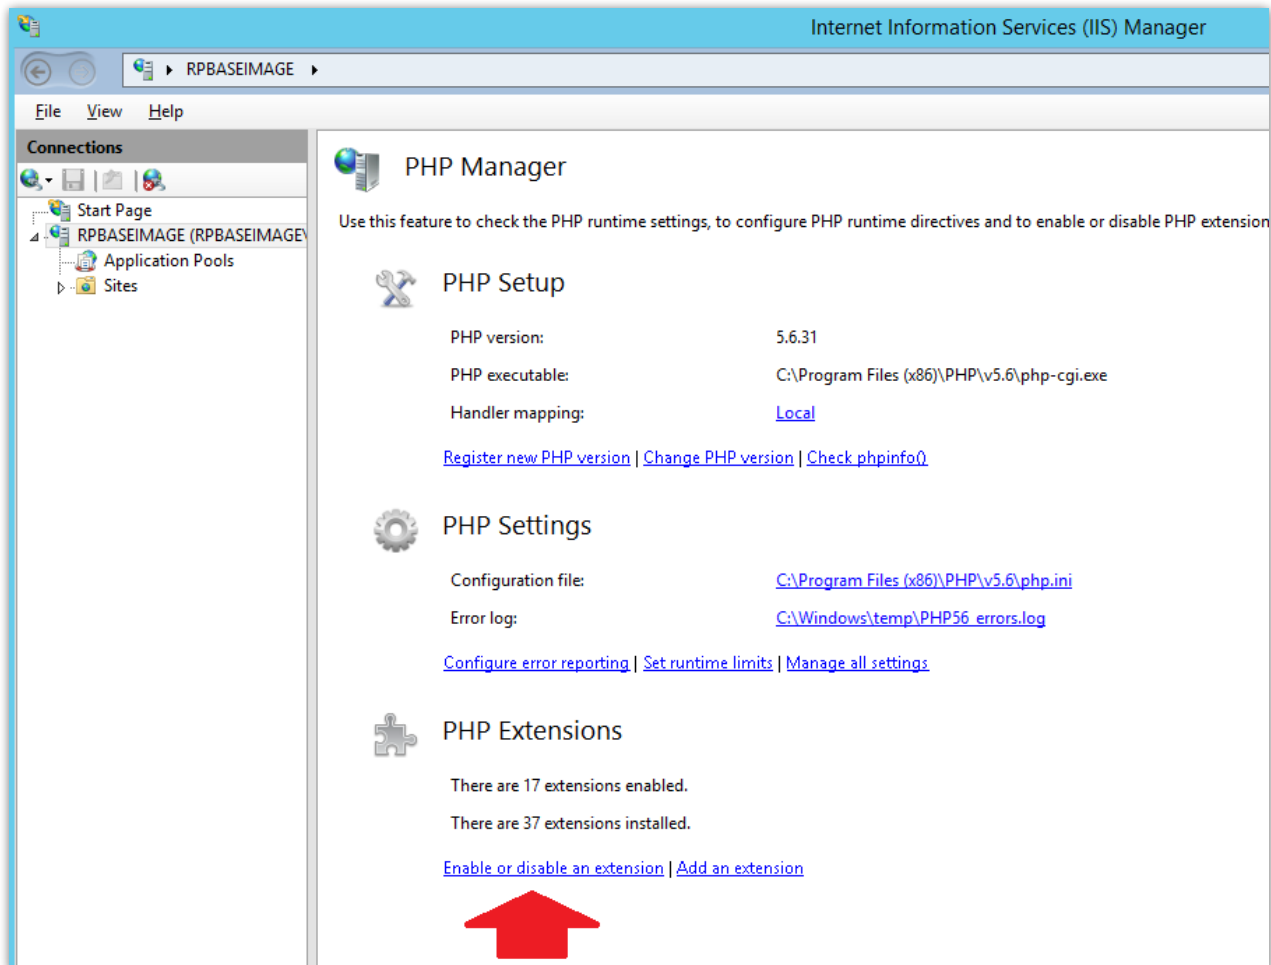 Internet Information Services (IIS) Manager
RPBASEIMAGE
File View Help
Connections
PHP Manager
Start Page
Use this feature to check the PHP runtime settings, to configure PHP runtime directives and to enable or disable PHP extension
RPBASEIMAGE (RPBASEIMAGE\
Application Pools
Sites
PHP Setup
PHP version: 5.6.31
PHP executable: C:\Program Files (x86)\PHP\v5.6\php-cgi.exe
Handler mapping: Local
Register new PHP version | Change PHP version | Check phpinfo()
PHP Settings
Configuration file: C:\Program Files (x86)\PHP\v5.6\php.ini
Error log: C:\Windows\temp\PHP56_errors.log
Configure error reporting | Set runtime limits | Manage all settings
PHP Extensions
There are 17 extensions enabled.
There are 37 extensions installed.
Enable or disable an extension | Add an extension